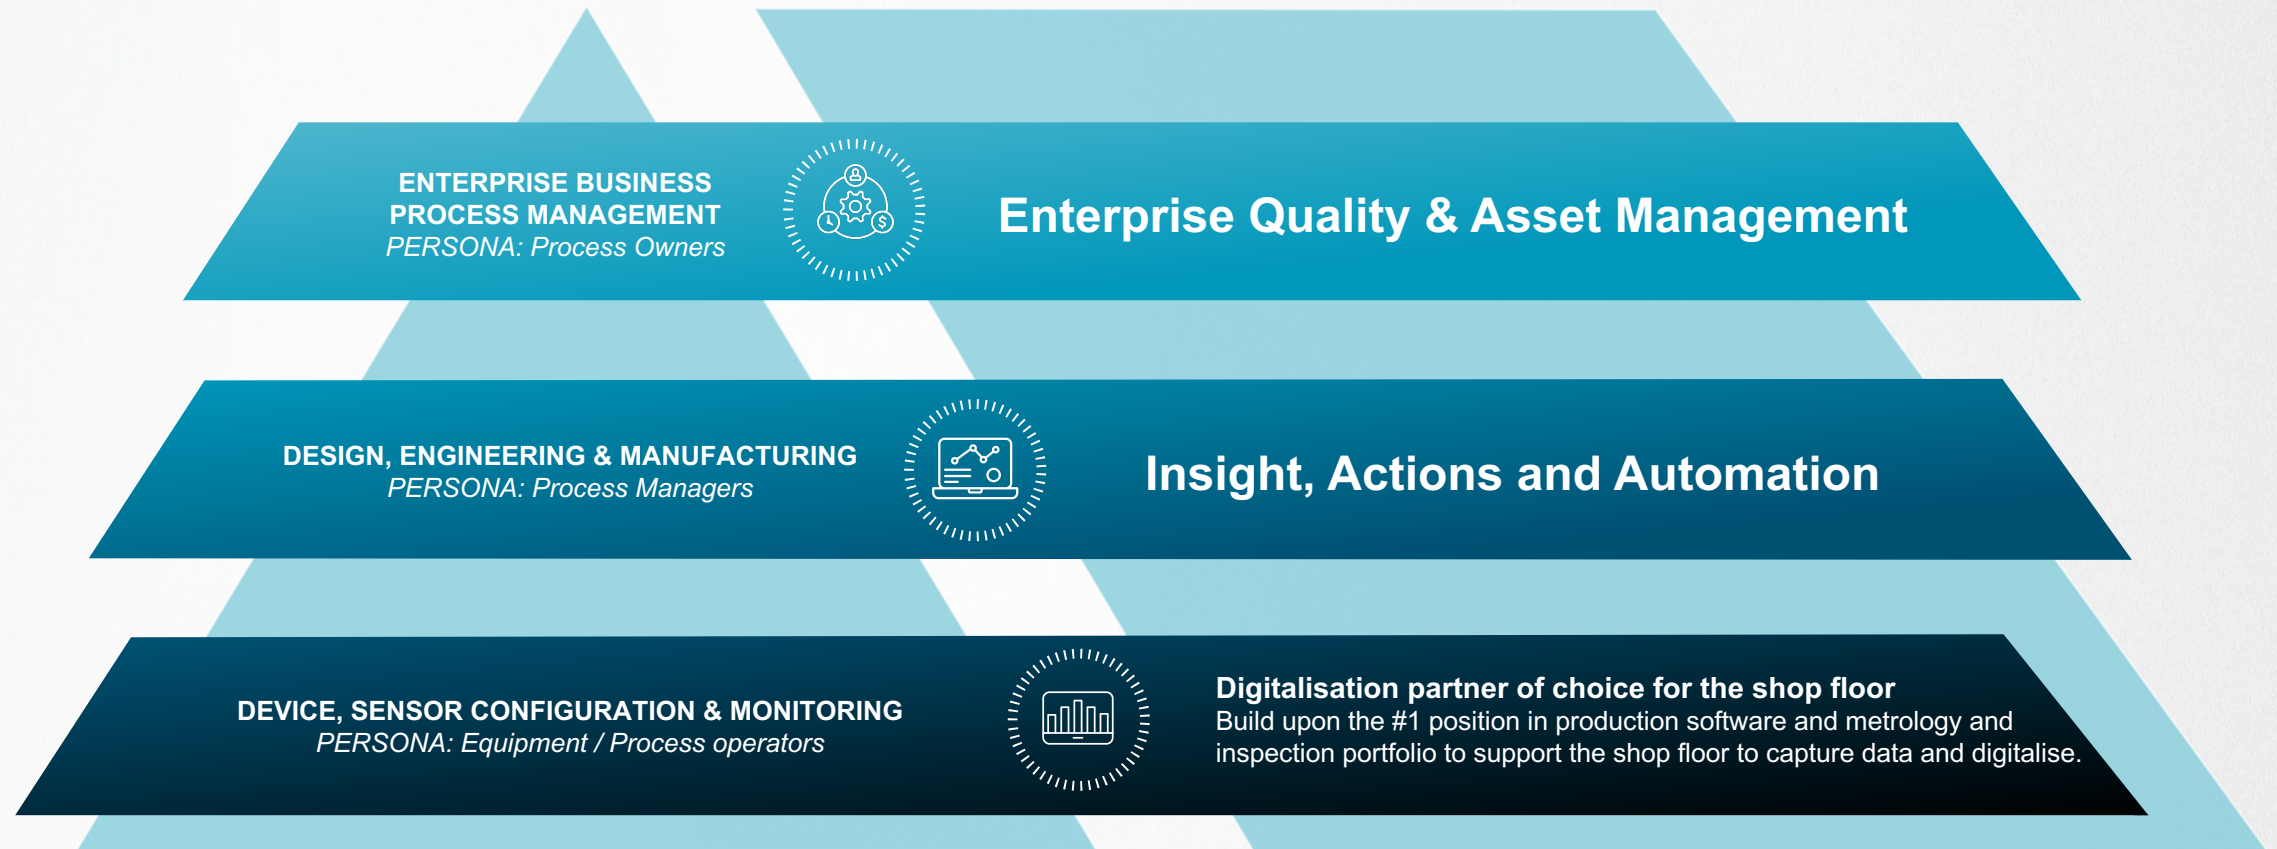 ENTERPRISE BUSINESS
PROCESS MANAGEMENT
PERSONA: Process Owners
$
Enterprise Quality & Asset Management
DESIGN, ENGINEERING & MANUFACTURING
PERSONA: Process Managers
Insight, Actions and Automation
DEVICE, SENSOR CONFIGURATION & MONITORING
PERSONA: Equipment / Process operators
Digitalisation partner of choice for the shop floor
Build upon the #1 position in production software and metrology and
inspection portfolio to support the shop floor to capture data and digitalise.